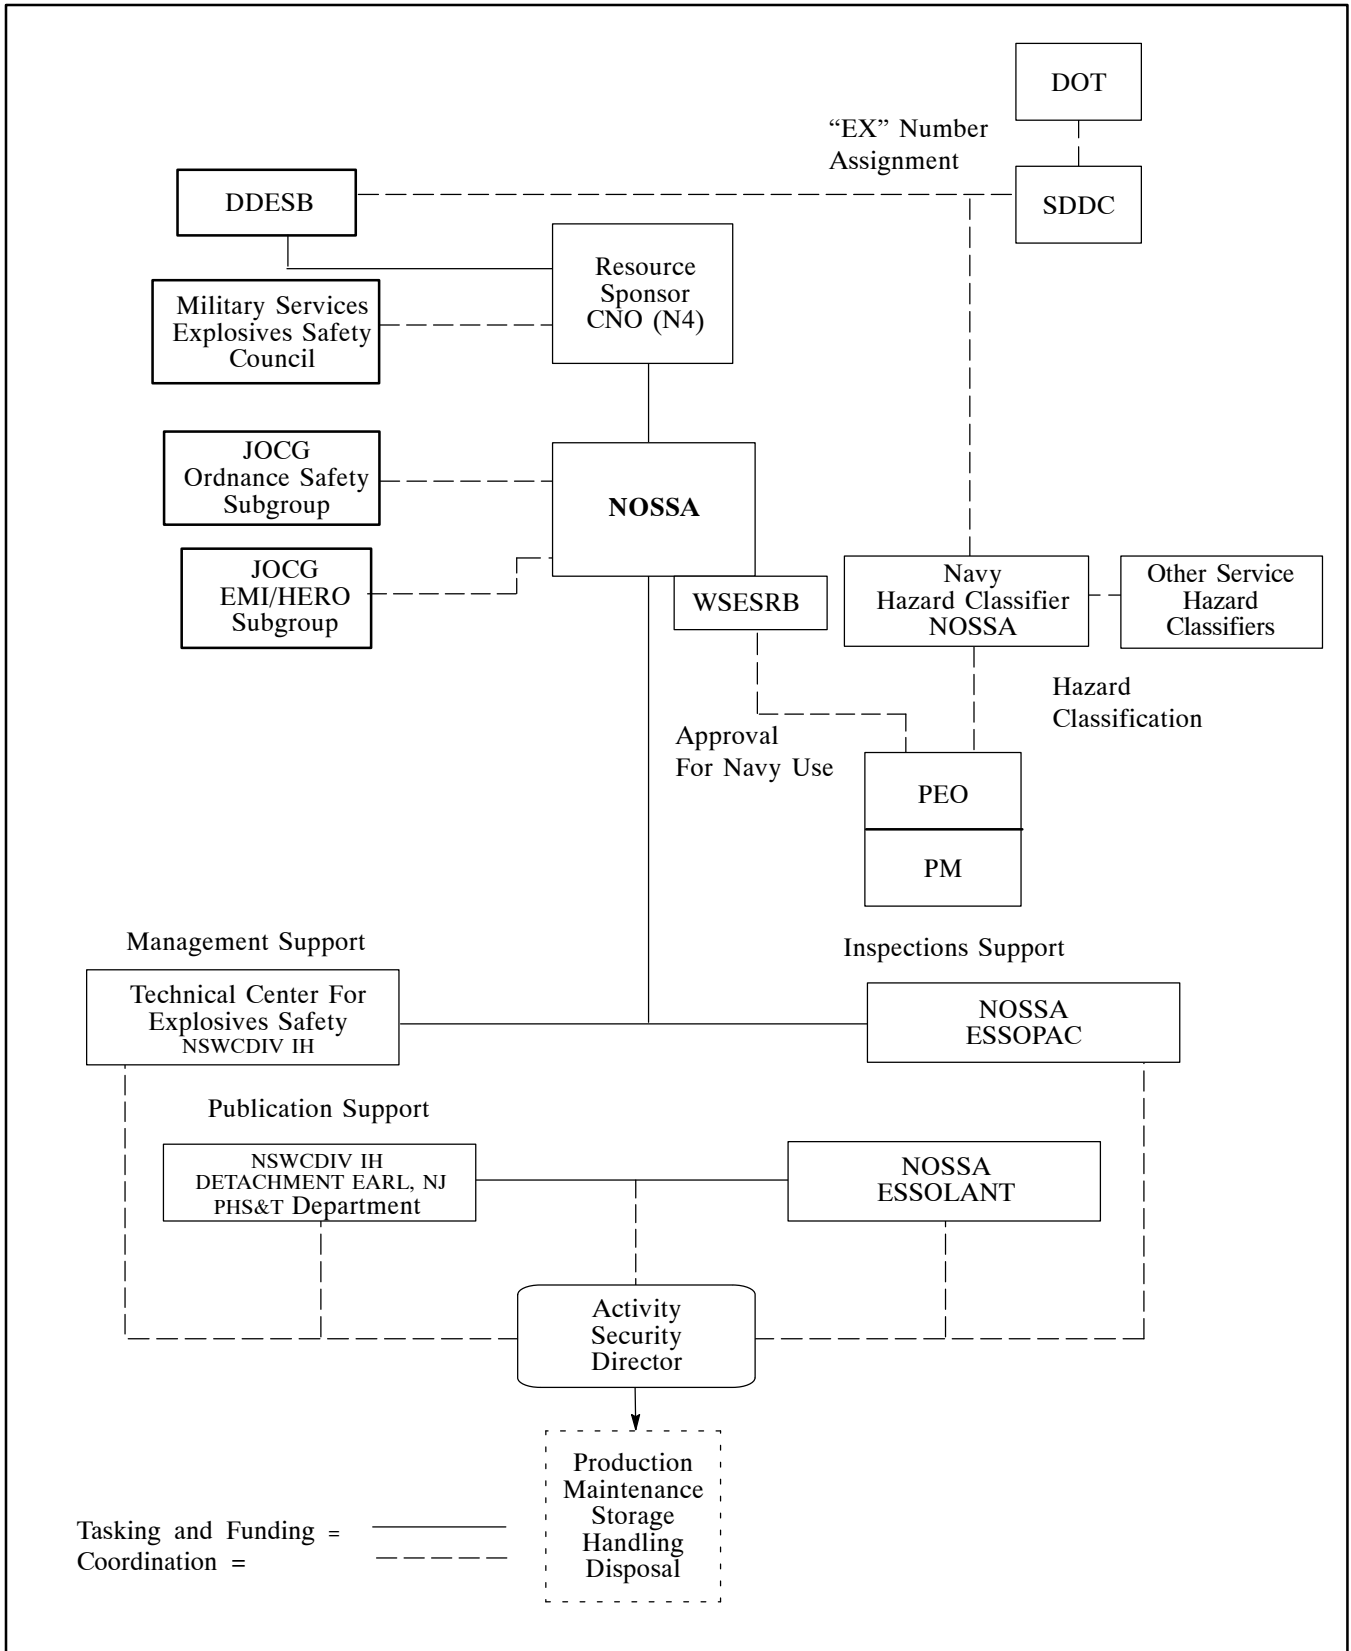 DOT
“EX” Number
Assignment
DDESB
SDDC
Resource
Sponsor
CNO (N4)
Military Services
Explosives Safety
Council
JOCG
Ordnance Safety
Subgroup
NOSSA
JOCG
EMI/HERO
Subgroup
WSESRB
Navy
Hazard Classifier
NOSSA
Other Service
Hazard
Classifiers
Hazard
Classification
Approval
For Navy Use
PEO
PM
Management Support
Inspections Support
Technical Center For
Explosives Safety
NSWCDIV IH
NOSSA
ESSOPAC
Publication Support
NSWCDIV IH
DETACHMENT EARL, NJ
PHS&T Department
NOSSA
ESSOLANT
Activity
Security
Director
Production
Maintenance
Storage
Handling
Disposal
Tasking and Funding =
Coordination =